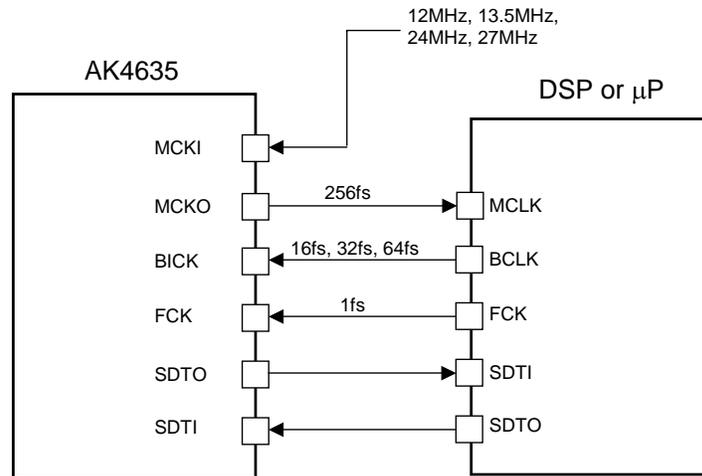 12MHz, 13.5MHz,
24MHz, 27MHz
AK4635
DSP or μP
MCKI
MCKO
256fs
MCLK
BICK
16fs, 32fs, 64fs
BCLK
FCK
1fs
FCK
SDTO
SDTI
SDTI
SDTO